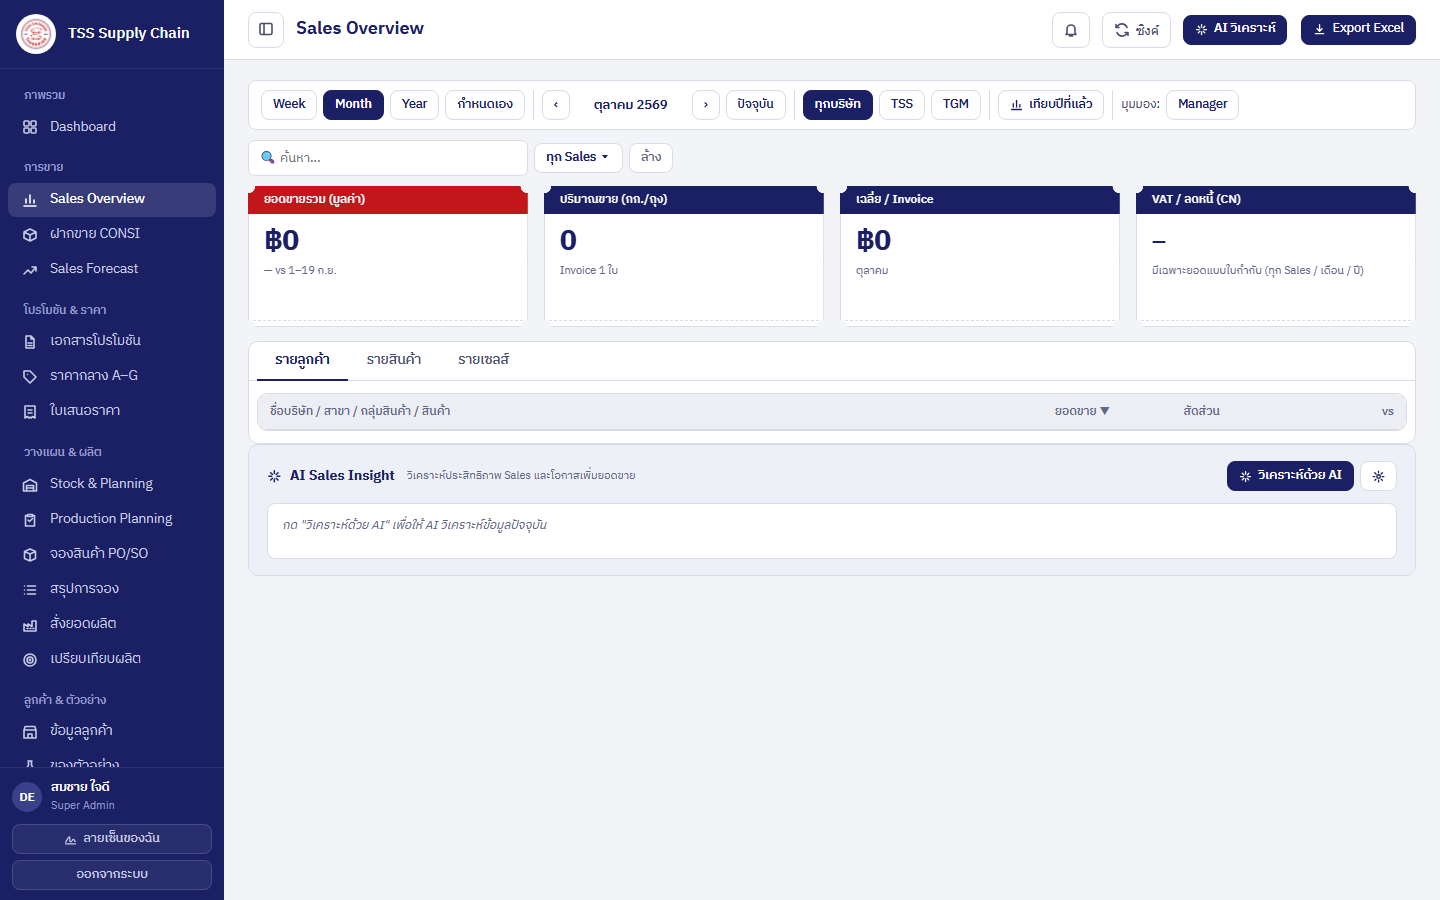 TSS Supply Chain
ภาพรวม
Dashboard
การขาย
Sales Overview
ฝากขาย CONSI
Sales Forecast
โปรโมชัน & ราคา
เอกสารโปรโมชัน
ราคากลาง A–G
ใบเสนอราคา
วางแผน & ผลิต
Stock & Planning
Production Planning
จองสินค้า PO/SO
สรุปการจอง
สั่งยอดผลิต
เปรียบเทียบผลิต
ลูกค้า & ตัวอย่าง
ข้อมูลลูกค้า
ของตัวอย่าง
DE
สมชาย ใจดี
Super Admin
ลายเซ็นของฉัน
ออกจากระบบ
Sales Overview
ซิงค์
AI วิเคราะห์
Export Excel
Week Month Year กำหนดเอง ‹ ตุลาคม 2569 › ปัจจุบัน ทุกบริษัท TSS TGM เทียบปีที่แล้ว มุมมอง: Manager
ค้นหา... ทุก Sales ล้าง
ยอดขายรวม (มูลค่า)
฿0
— vs 1–19 ก.ย.
ปริมาณขาย (กก./ถุง)
0
Invoice 1 ใบ
เฉลี่ย / Invoice
฿0
ตุลาคม
VAT / ลดหนี้ (CN)
–
มีเฉพาะยอดแบบใบกำกับ (ทุก Sales / เดือน / ปี)
รายลูกค้า รายสินค้า รายเซลส์
ชื่อบริษัท / สาขา / กลุ่มสินค้า / สินค้า ยอดขาย ▼ สัดส่วน vs
AI Sales Insight วิเคราะห์ประสิทธิภาพ Sales และโอกาสเพิ่มยอดขาย
วิเคราะห์ด้วย AI
กด "วิเคราะห์ด้วย AI" เพื่อให้ AI วิเคราะห์ข้อมูลปัจจุบัน